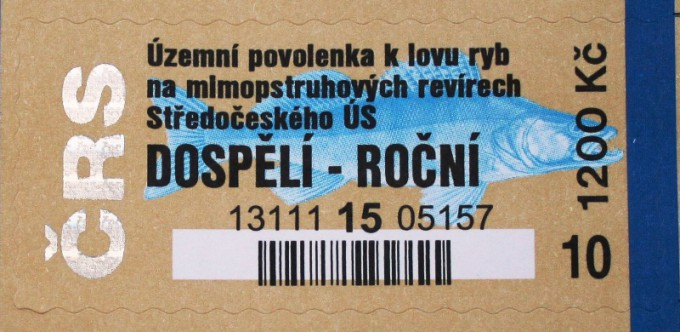 ČRS
Územní povolenka k lovu ryb
na mimopstruhových revírech
Středočeského ÚS
DOSPĚLÍ - ROČNÍ
13111 15 05157
1200 Kč
10